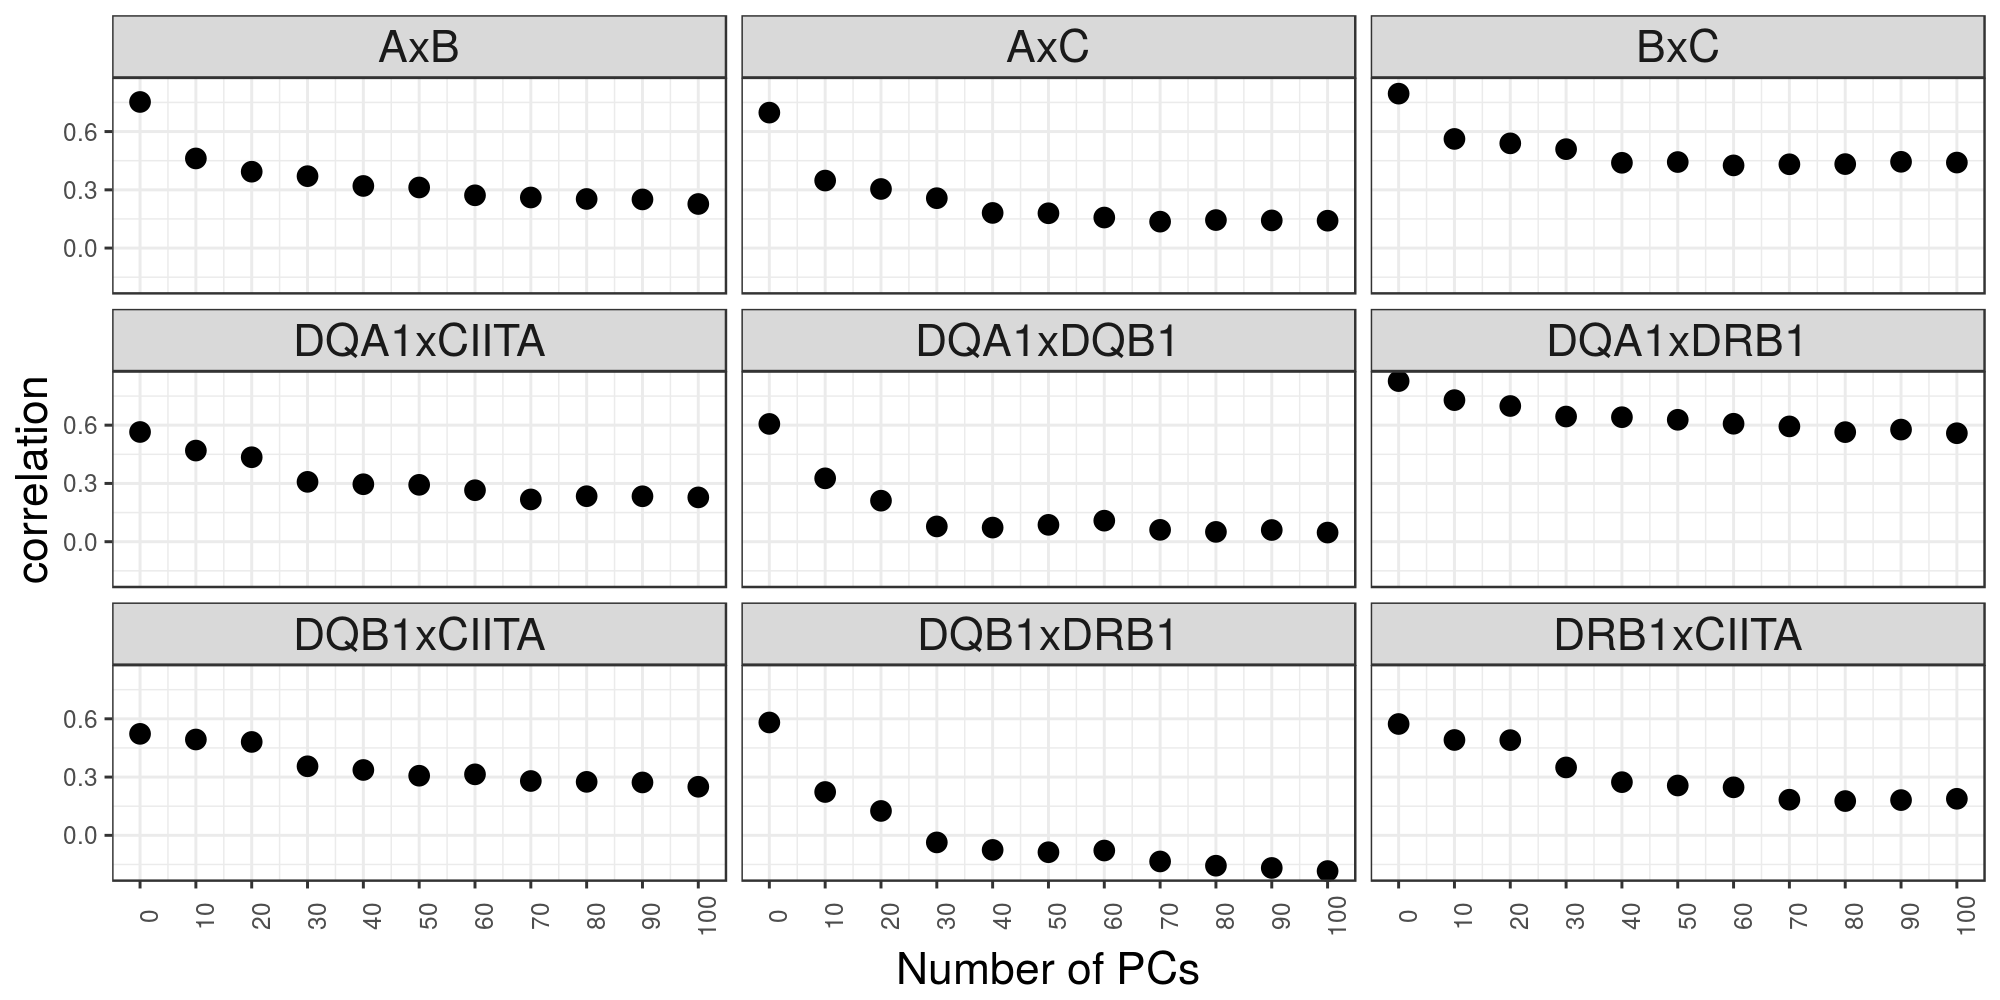 AxB AxC BxC
0.6
0.3
0.0
DQA1xCIITA DQA1xDQB1 DQA1xDRB1
0.6
0.3
0.0
correlation
DQB1xCIITA DQB1xDRB1 DRB1xCIITA
0.6
0.3
0.0
0 10 20 30 40 50 60 70 80 90 100 0 10 20 30 40 50 60 70 80 90 100 0 10 20 30 40 50 60 70 80 90 100
Number of PCs